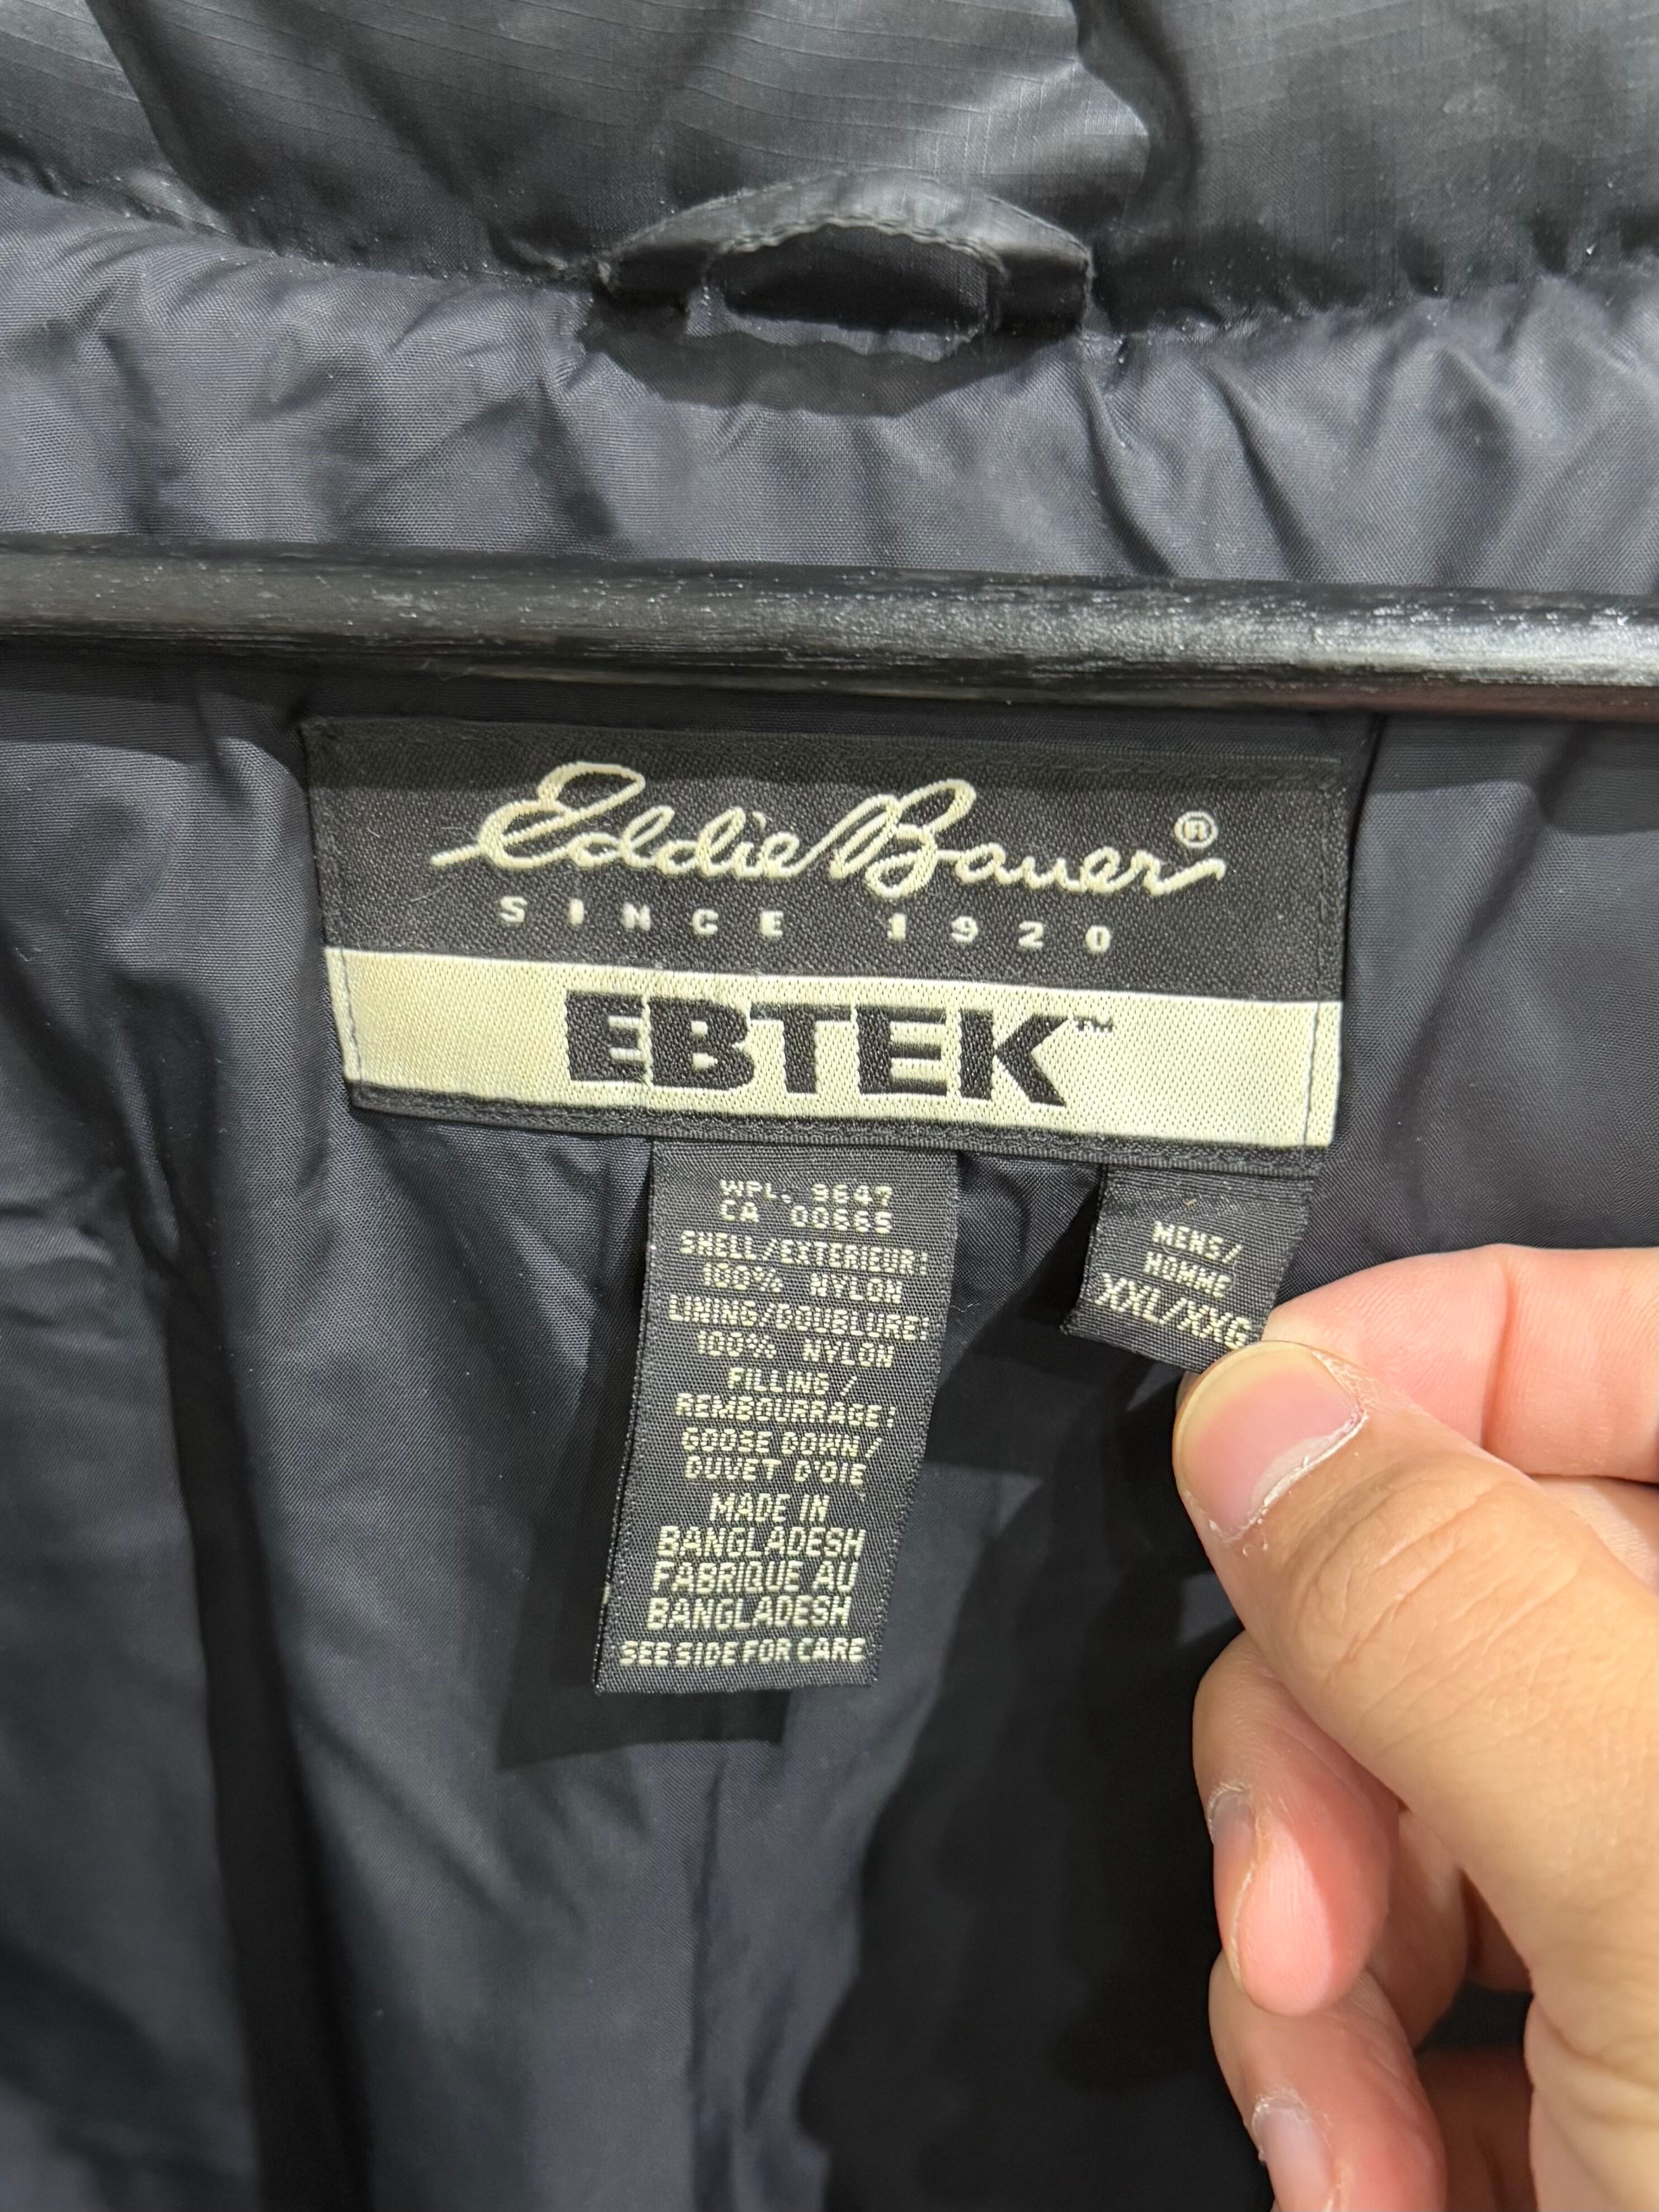 Eddie Bauer®
SINCE 1920
EBTEK™
WPL. 9647
CA 00665
SHELL/EXTERIEUR:
100% NYLON
LINING/DOUBLURE:
100% NYLON
FILLING/
REMBOURRAGE:
GOOSE DOWN/
DUVET D'OIE
MADE IN
BANGLADESH
FABRIQUE AU
BANGLADESH
SEE SIDE FOR CARE
MENS/
HOMME
XXL/XXG